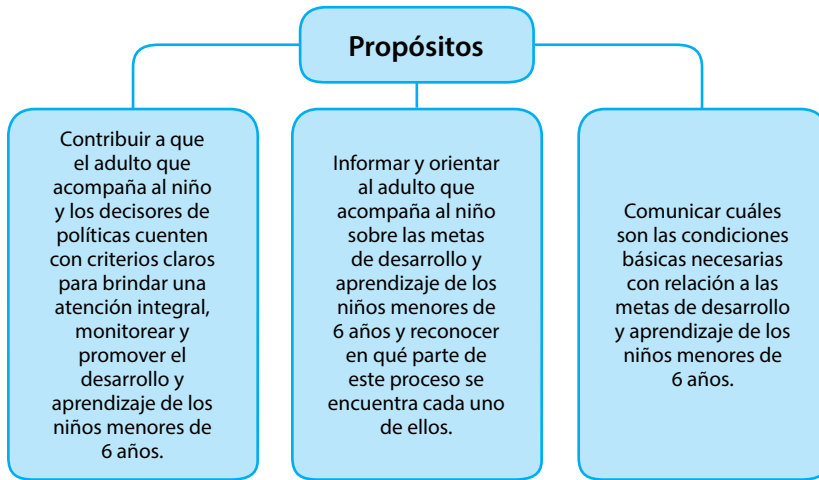 Propósitos
Contribuir a que
el adulto que
acompaña al niño
y los decisores de
políticas cuenten
con criterios claros
para brindar una
atención integral,
monitorear y
promover el
desarrollo y
aprendizaje de los
niños menores de
6 años.
Informar y orientar
al adulto que
acompaña al niño
sobre las metas
de desarrollo y
aprendizaje de los
niños menores de
6 años y reconocer
en qué parte de
este proceso se
encuentra cada uno
de ellos.
Comunicar cuáles
son las condiciones
básicas necesarias
con relación a las
metas de desarrollo
y aprendizaje de los
niños menores de
6 años.